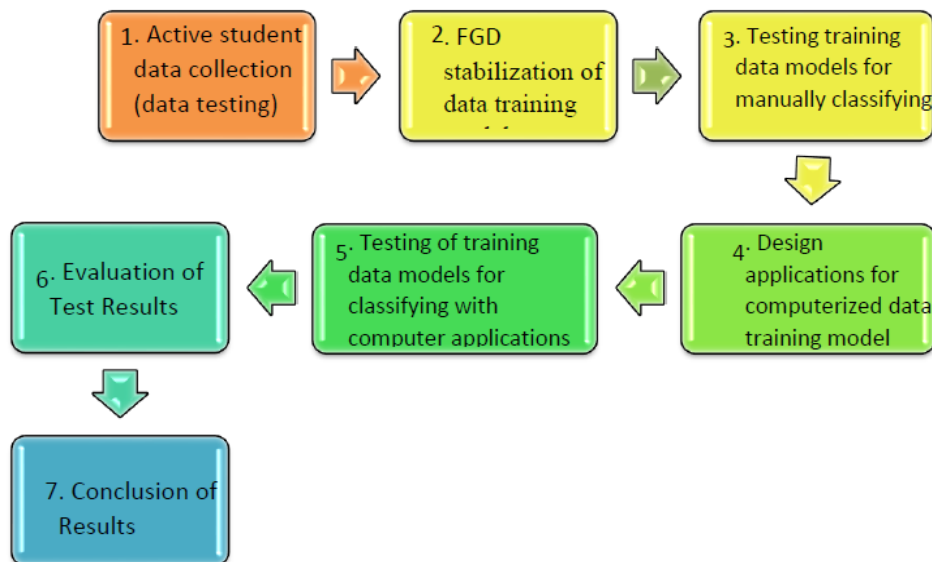 1. Active student
data collection
(data testing)
2. FGD
stabilization of
data training
3. Testing training
data models for
manually classifying
4. Design
applications for
computerized data
training model
5. Testing of training
data models for
classifying with
computer applications
6. Evaluation of
Test Results
7. Conclusion of
Results